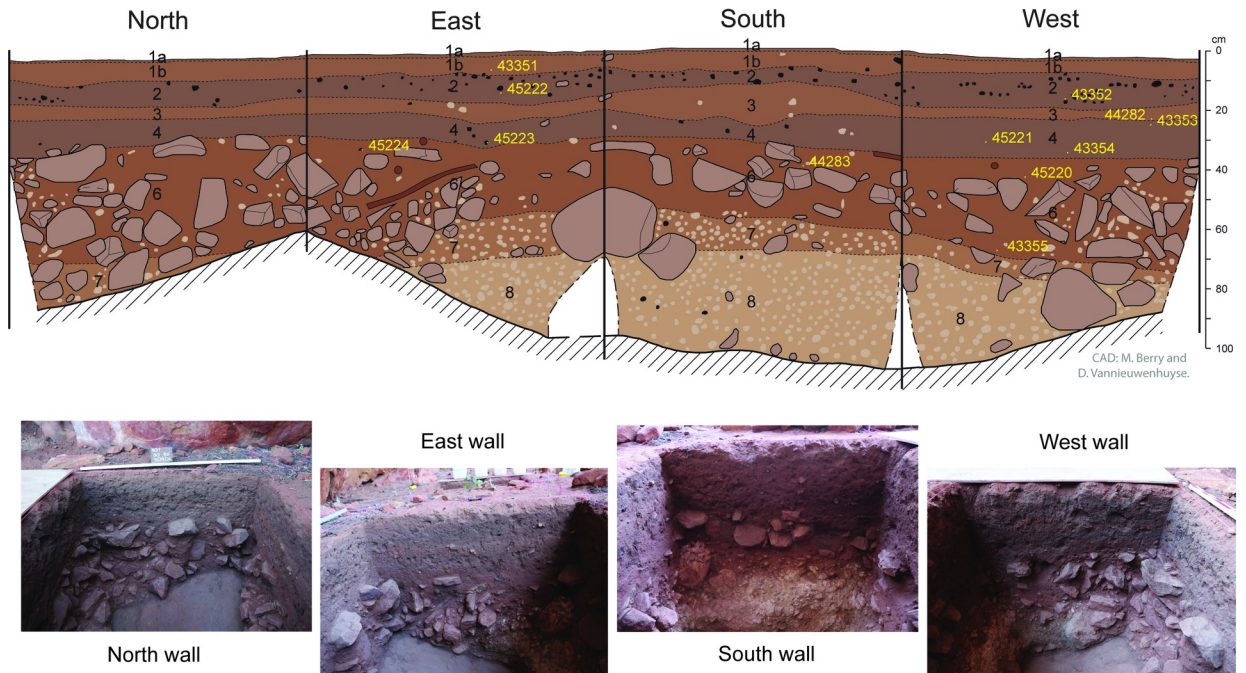 North East South West
cm
1a 1a 1a 1a
0
1b 1b 1b 1b
43351
2 2 2 2
45222 43352
20
3 3 3
44282 43353
4 4 4 4
45224 45223 45221 43354
40
44283 45220
6 6 6 6
60
7 7 7 7
43355
80
8 8 8
100
CAD: M. Berry and
D. Vannieuwenhuyse.
East wall West wall
North wall South wall